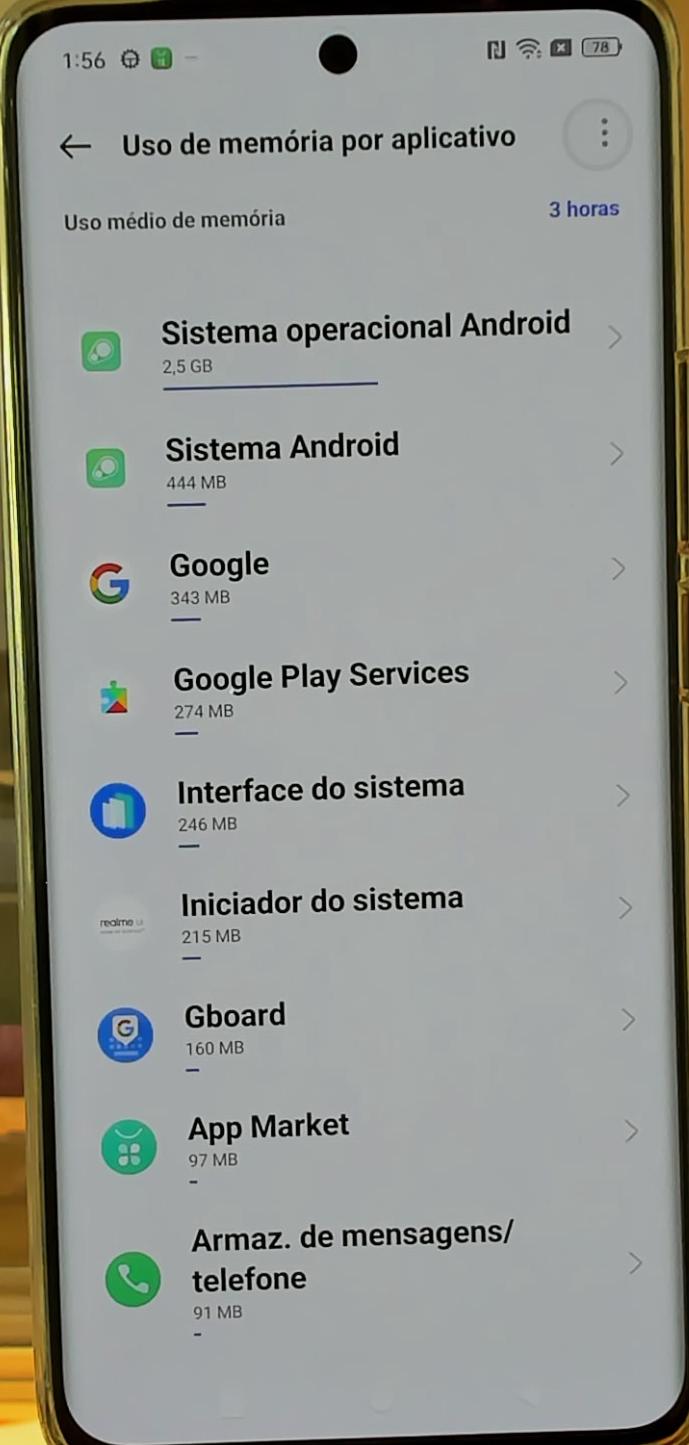 1:56
78
Uso de memória por aplicativo
Uso médio de memória
3 horas
Sistema operacional Android
2,5 GB
Sistema Android
444 MB
Google
343 MB
Google Play Services
274 MB
Interface do sistema
246 MB
realme UI
Iniciador do sistema
215 MB
Gboard
160 MB
App Market
97 MB
Armaz. de mensagens/
telefone
91 MB